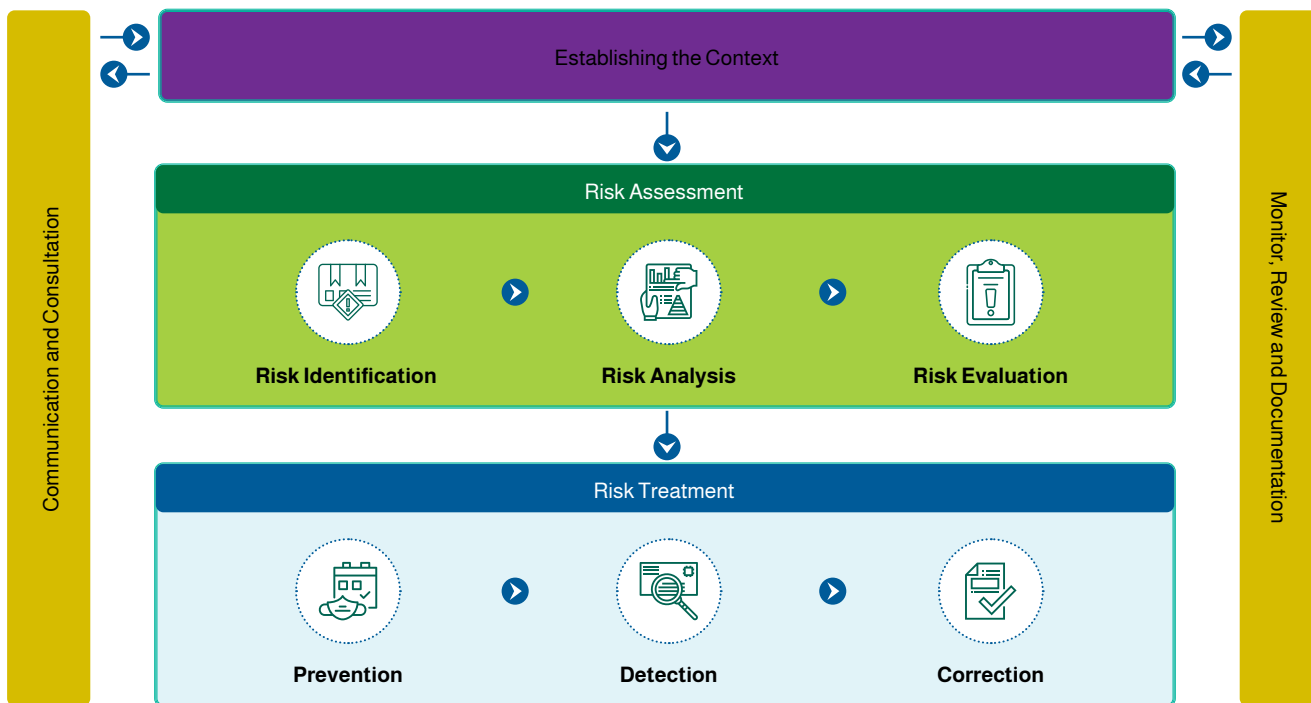 Establishing the Context
Communication and Consultation
Monitor, Review and Documentation
Risk Assessment
Risk Identification
Risk Analysis
Risk Evaluation
Risk Treatment
Prevention
Detection
Correction